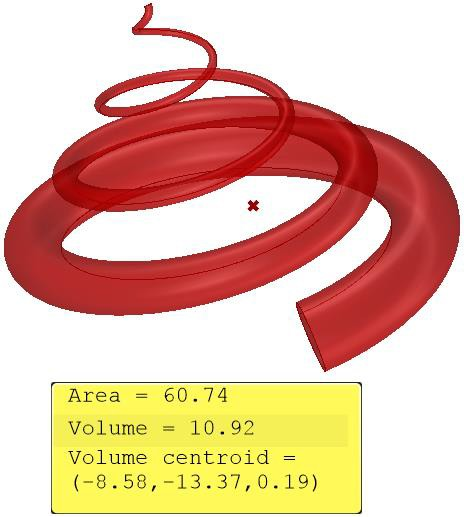 Area = 60.74
Volume = 10.92
Volume centroid =
(-8.58,-13.37,0.19)